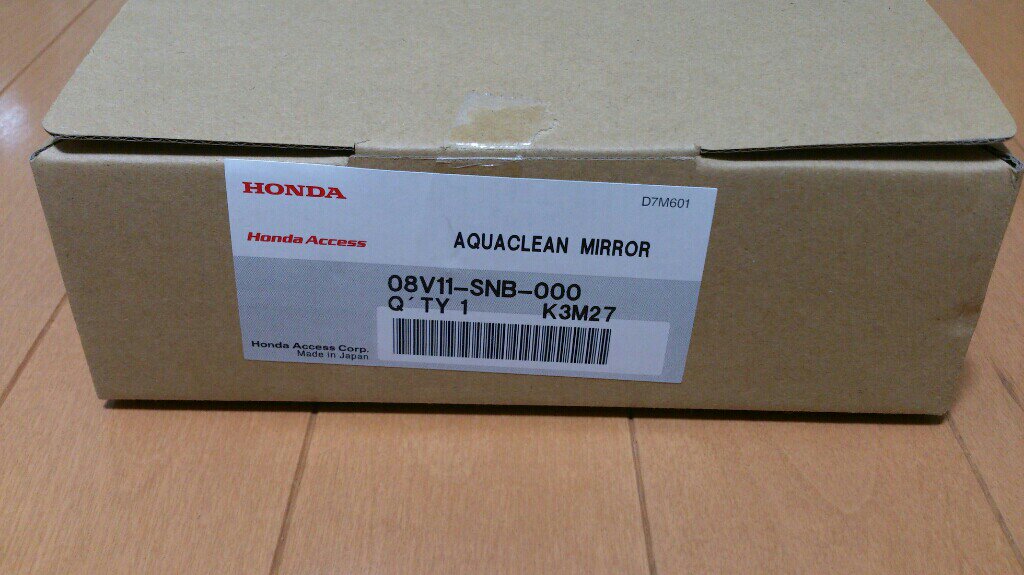 HONDA
D7M601
Honda Access
AQUACLEAN MIRROR
08V11-SNB-000
Q´TY 1 K3M27
Honda Access Corp.
Made in Japan